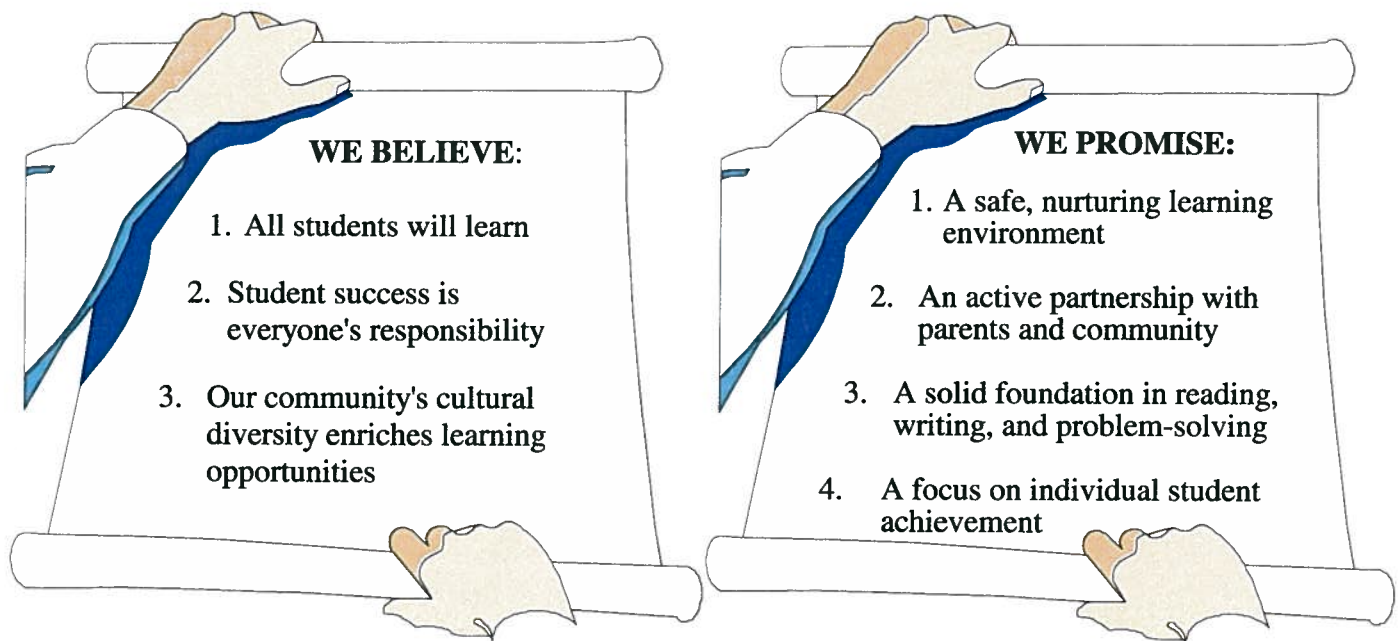 WE BELIEVE:
1. All students will learn
2. Student success is
everyone's responsibility
3. Our community's cultural
diversity enriches learning
opportunities
WE PROMISE:
1. A safe, nurturing learning
environment
2. An active partnership with
parents and community
3. A solid foundation in reading,
writing, and problem-solving
4. A focus on individual student
achievement